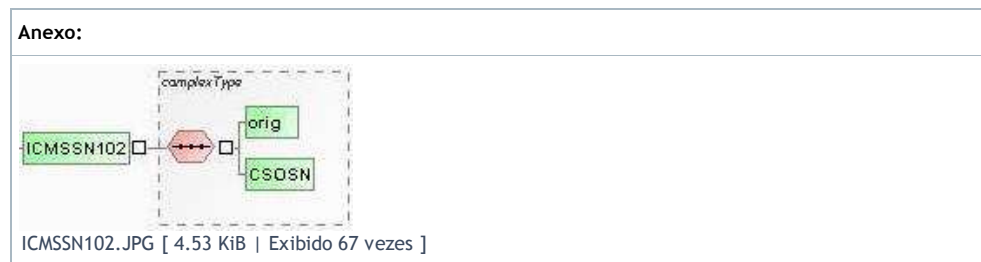 Anexo:
complexType
orig
ICMSSN102
CSOSN
ICMSSN102.JPG [ 4.53 KiB | Exibido 67 vezes ]